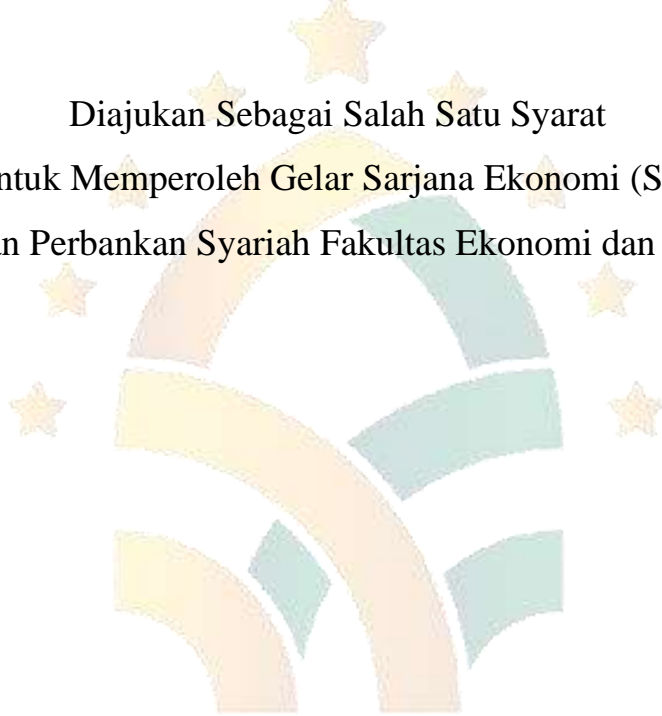 Diajukan Sebagai Salah Satu Syarat
ntuk Memperoleh Gelar Sarjana Ekonomi (S
n Perbankan Syariah Fakultas Ekonomi dan